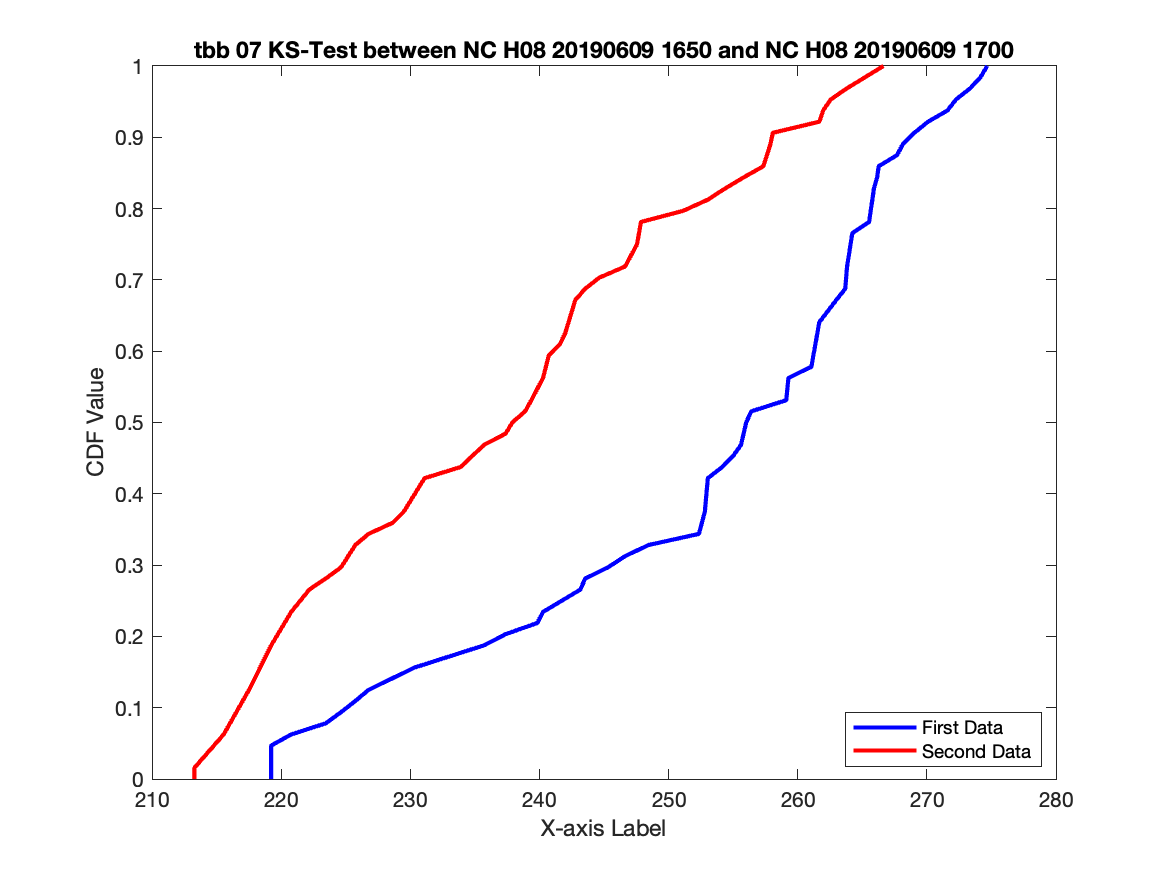 tbb 07 KS-Test between NC H08 20190609 1650 and NC H08 20190609 1700
1
0.9
0.8
0.7
0.6
0.5
0.4
0.3
0.2
0.1
0
CDF Value
First Data
Second Data
210 220 230 240 250 260 270 280
X-axis Label